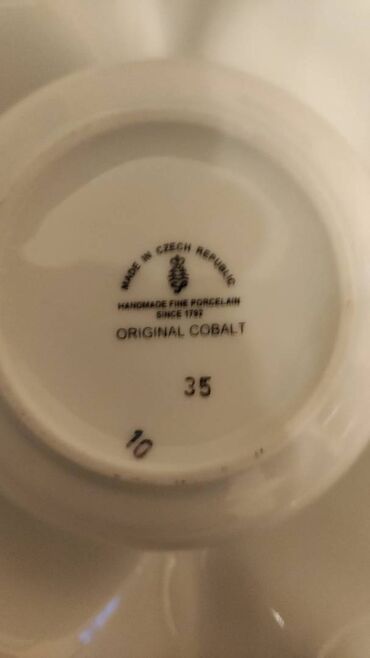 MADE IN CZECH REPUBLIC
HANDMADE FINE PORCELAIN
SINCE 1792
ORIGINAL COBALT
35
10